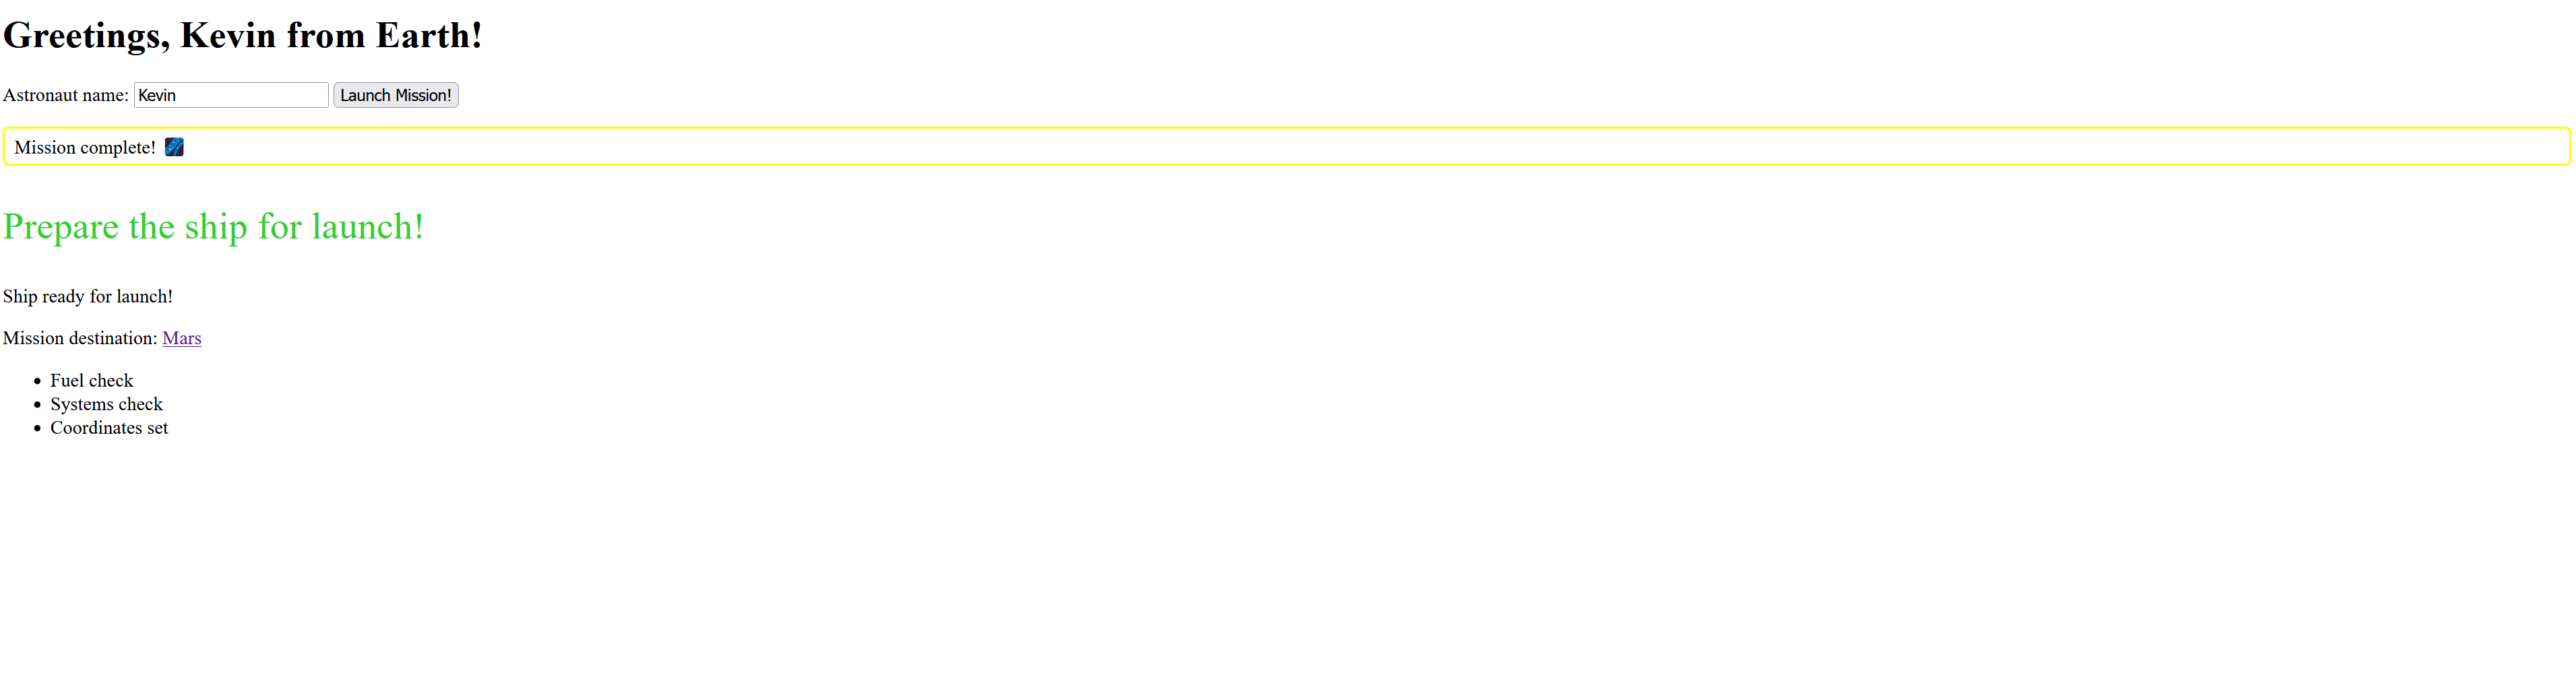 Greetings, Kevin from Earth!
Astronaut name: Kevin Launch Mission!
Mission complete! 🌌
Prepare the ship for launch!
Ship ready for launch!
Mission destination: Mars
• Fuel check
• Systems check
• Coordinates set